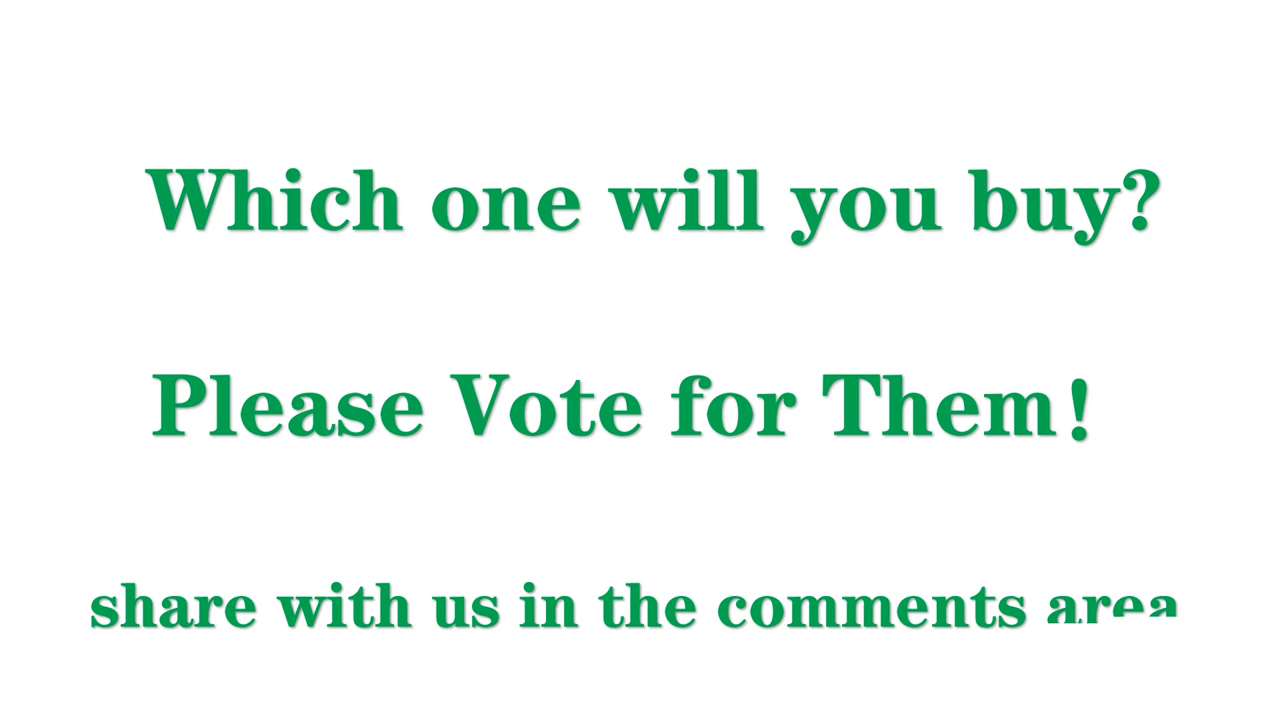 Which one will you buy?
Please Vote for Them!
share with us in the comments area